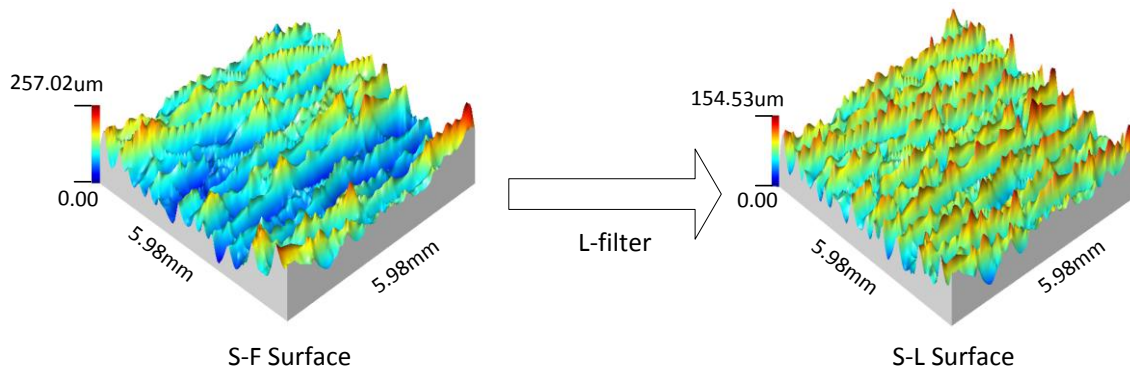 257.02um
0.00
5.98mm
5.98mm
S-F Surface
L-filter
154.53um
0.00
5.98mm
5.98mm
S-L Surface